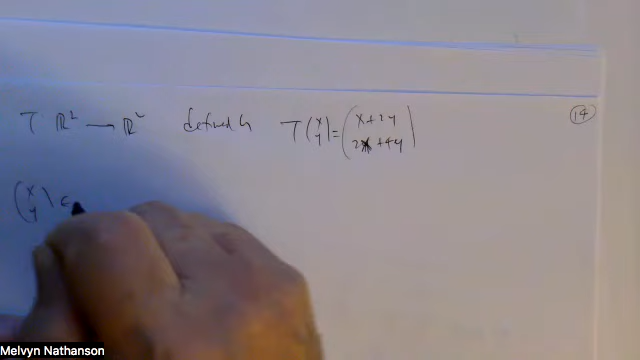 14
T ℝ² → ℝ² defined by T(x y) = (x+2y 2x+4y)
(x y) ∈
Melvyn Nathanson